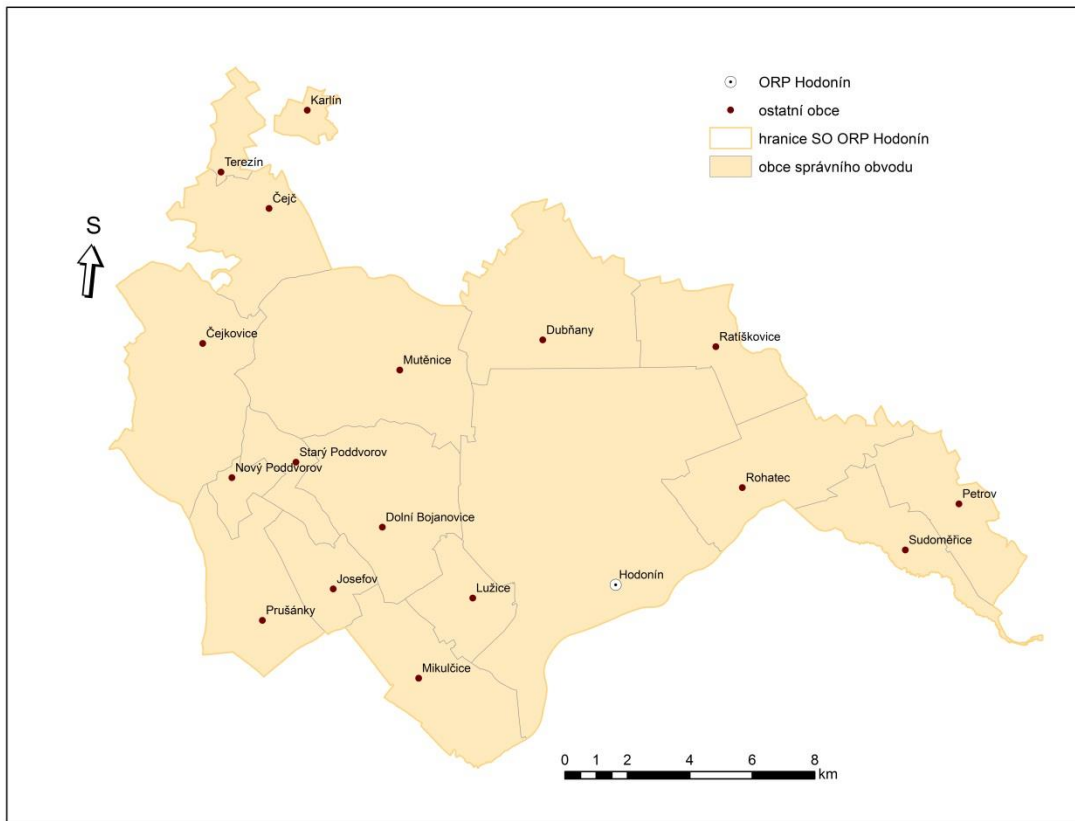 Karlín
ORP Hodonín
ostatní obce
hranice SO ORP Hodonín
obce správního obvodu
Terezín
Čejč
S
Čejkovice
Mutěnice
Dubňany
Ratíškovice
Starý Poddvorov
Nový Poddvorov
Dolní Bojanovice
Rohatec
Petrov
Sudoměřice
Josefov
Lužice
Hodonín
Prušánky
Mikulčice
0 1 2 4 6 8
km